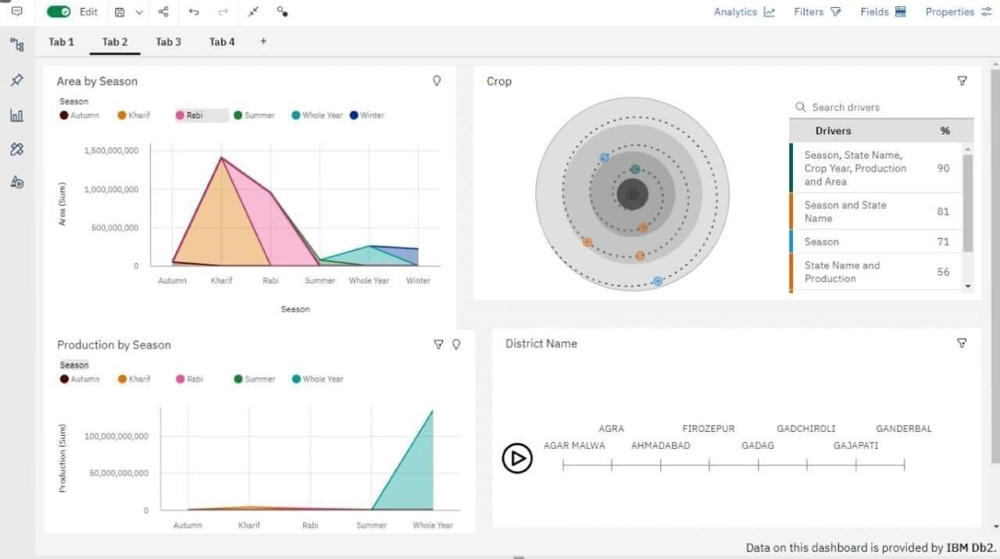 Edit
Analytics
Filters
Fields
Properties
Tab 1
Tab 2
Tab 3
Tab 4
+
Area by Season
Season
Autumn
Kharif
Rabi
Summer
Whole Year
Winter
Area (Sum)
1,500,000,000
1,000,000,000
500,000,000
0
Autumn
Kharif
Rabi
Summer
Whole Year
Winter
Season
Crop
Search drivers
Drivers %
Season, State Name,
Crop Year, Production 90
and Area
Season and State 81
Name
Season 71
State Name and 56
Production
Production by Season
Season
Autumn
Kharif
Rabi
Summer
Whole Year
Production (Sum)
100,000,000,000
50,000,000,000
0
Autumn
Kharif
Rabi
Summer
Whole Year
District Name
AGRA
FIROZEPUR
GADCHIROLI
GANDERBAL
AGAR MALWA
AHMADABAD
GADAG
GAJAPATI
Data on this dashboard is provided by IBM Db2.